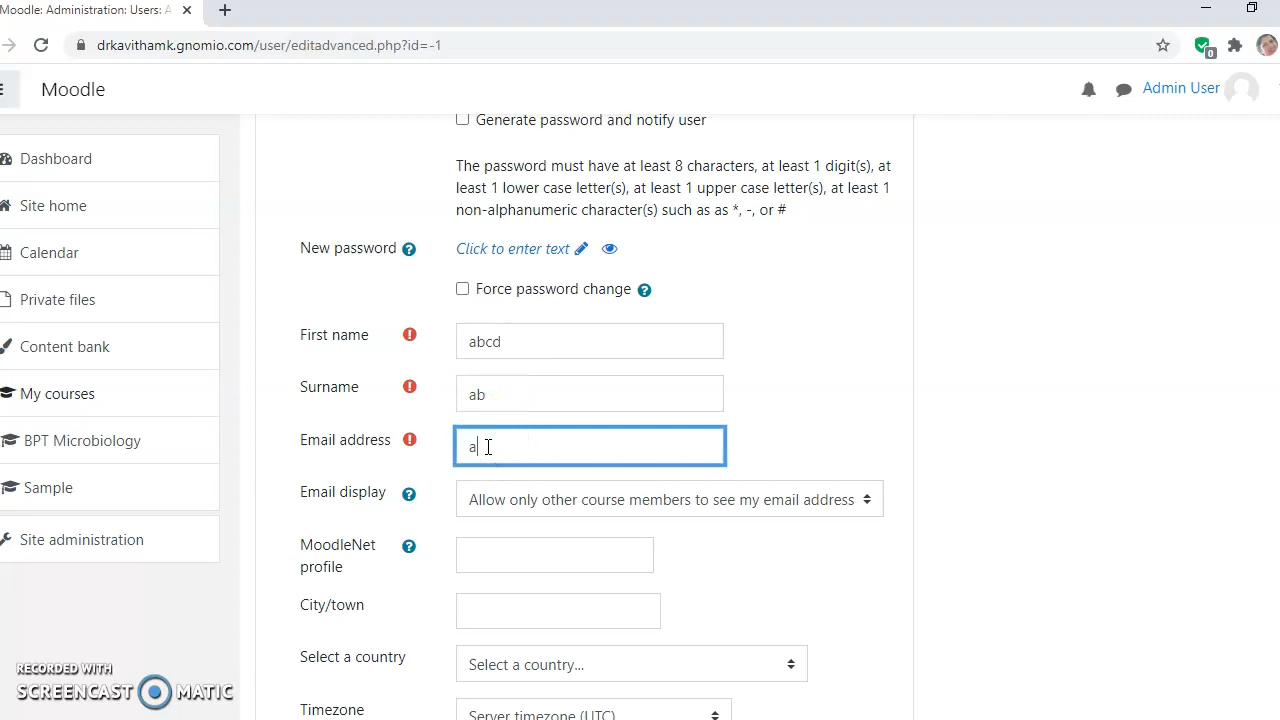 Moodle: Administration: Users: A
drkavithamk.gnomio.com/user/editadvanced.php?id=-1
0
Moodle
Admin User
Dashboard
Site home
Calendar
Private files
Content bank
My courses
BPT Microbiology
Sample
Site administration
Generate password and notify user
The password must have at least 8 characters, at least 1 digit(s), at
least 1 lower case letter(s), at least 1 upper case letter(s), at least 1
non-alphanumeric character(s) such as as *, -, or #
New password Click to enter text
Force password change
First name abcd
Surname ab
Email address a
Email display Allow only other course members to see my email address
MoodleNet
profile
City/town
Select a country Select a country...
Timezone Server timezone (UTC)
RECORDED WITH
SCREENCAST MATIC